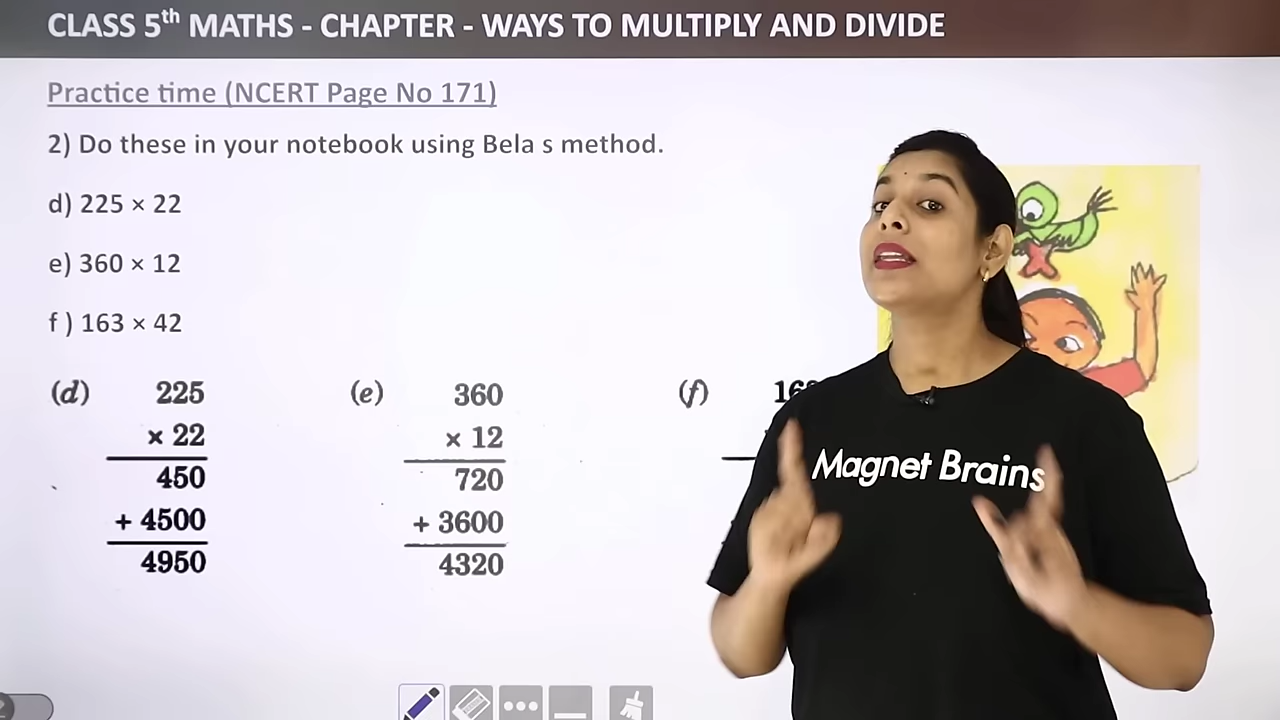 CLASS 5th MATHS - CHAPTER - WAYS TO MULTIPLY AND DIVIDE
Practice time (NCERT Page No 171)
2) Do these in your notebook using Bela s method.
d) 225 × 22
e) 360 × 12
f ) 163 × 42
(d) 225
× 22
450
+ 4500
4950
(e) 360
× 12
720
+ 3600
4320
(f)
Magnet Brains